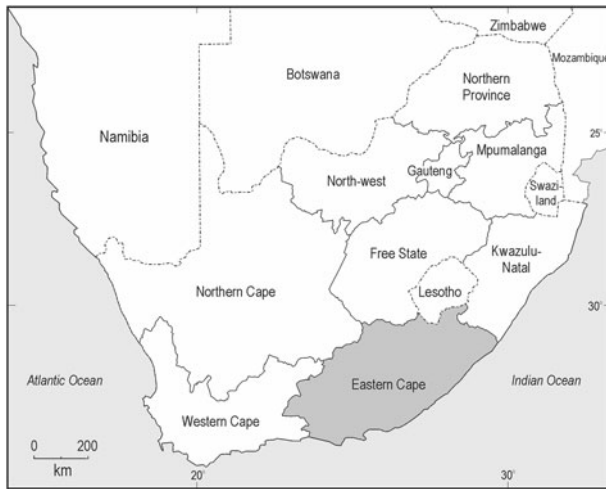 Zimbabwe
Mozambique
Botswana
Northern
Province
25°
Namibia
Mpumalanga
North-west
Gauteng
Swazi
land
Free State
Kwazulu-
Natal
Northern Cape
Lesotho
30°
Atlantic Ocean
Eastern Cape
Indian Ocean
Western Cape
0 200
km
20°
30°